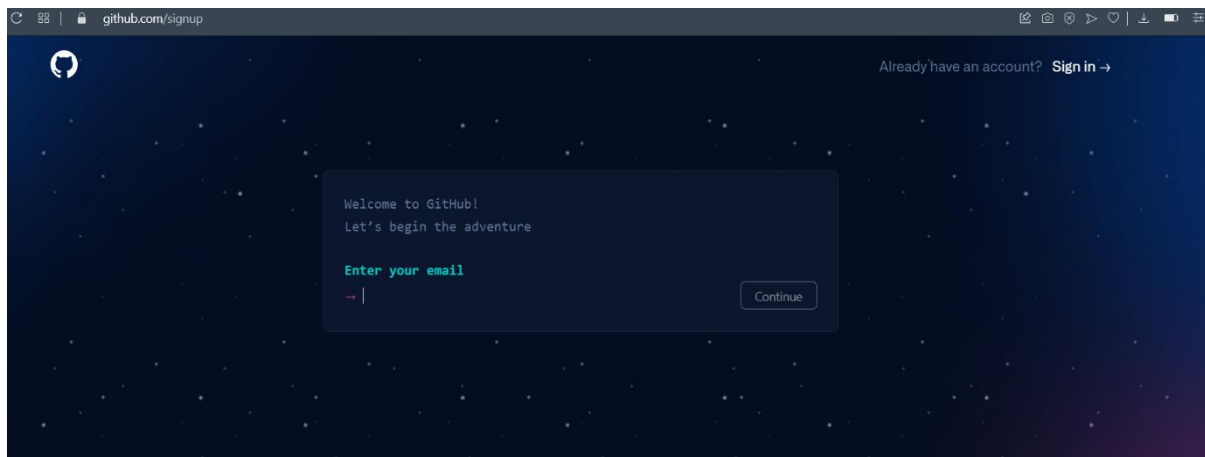 github.com/signup
Already have an account? Sign in →
Welcome to GitHub!
Let's begin the adventure
Enter your email
→
Continue